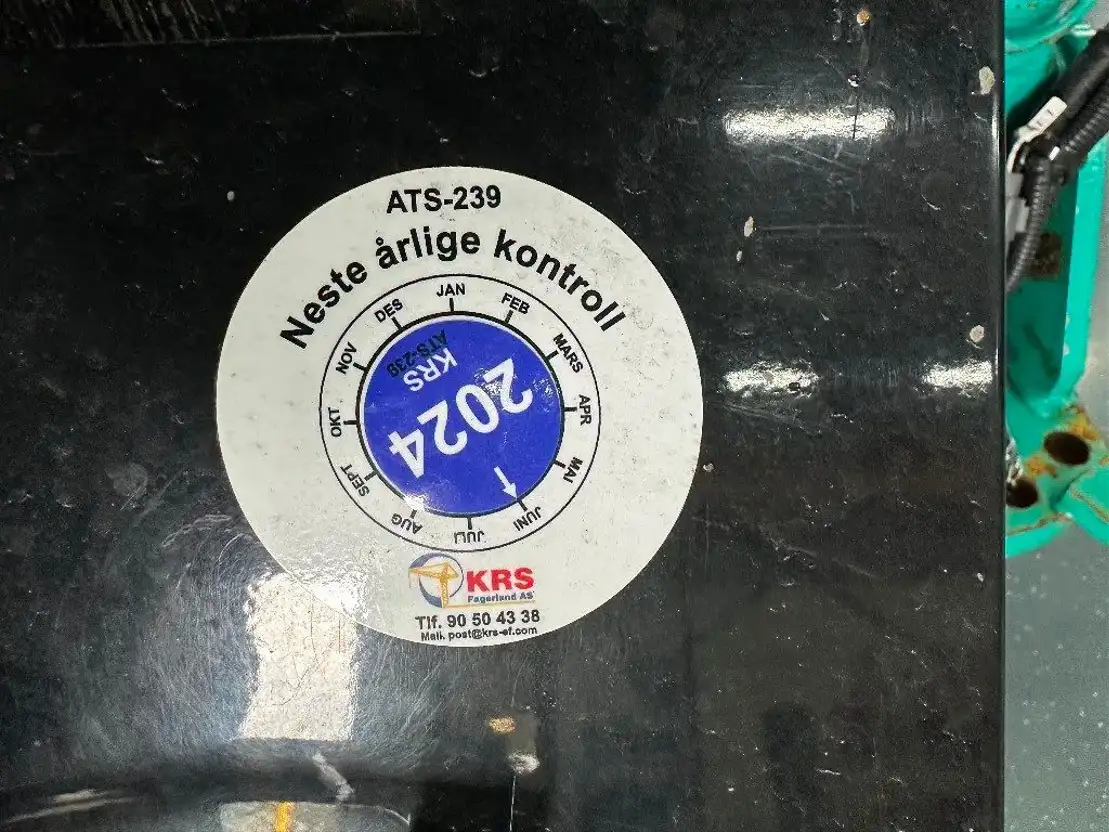 ATS-239
Neste årlige kontroll
JAN
FEB
MARS
APR
MAI
JUNI
JULI
AUG
SEPT
OKT
NOV
DES
ATS-239
KRS
2024
KRS
Fagerland AS
Tlf. 90 50 43 38
Mail. post@krs-ef.com